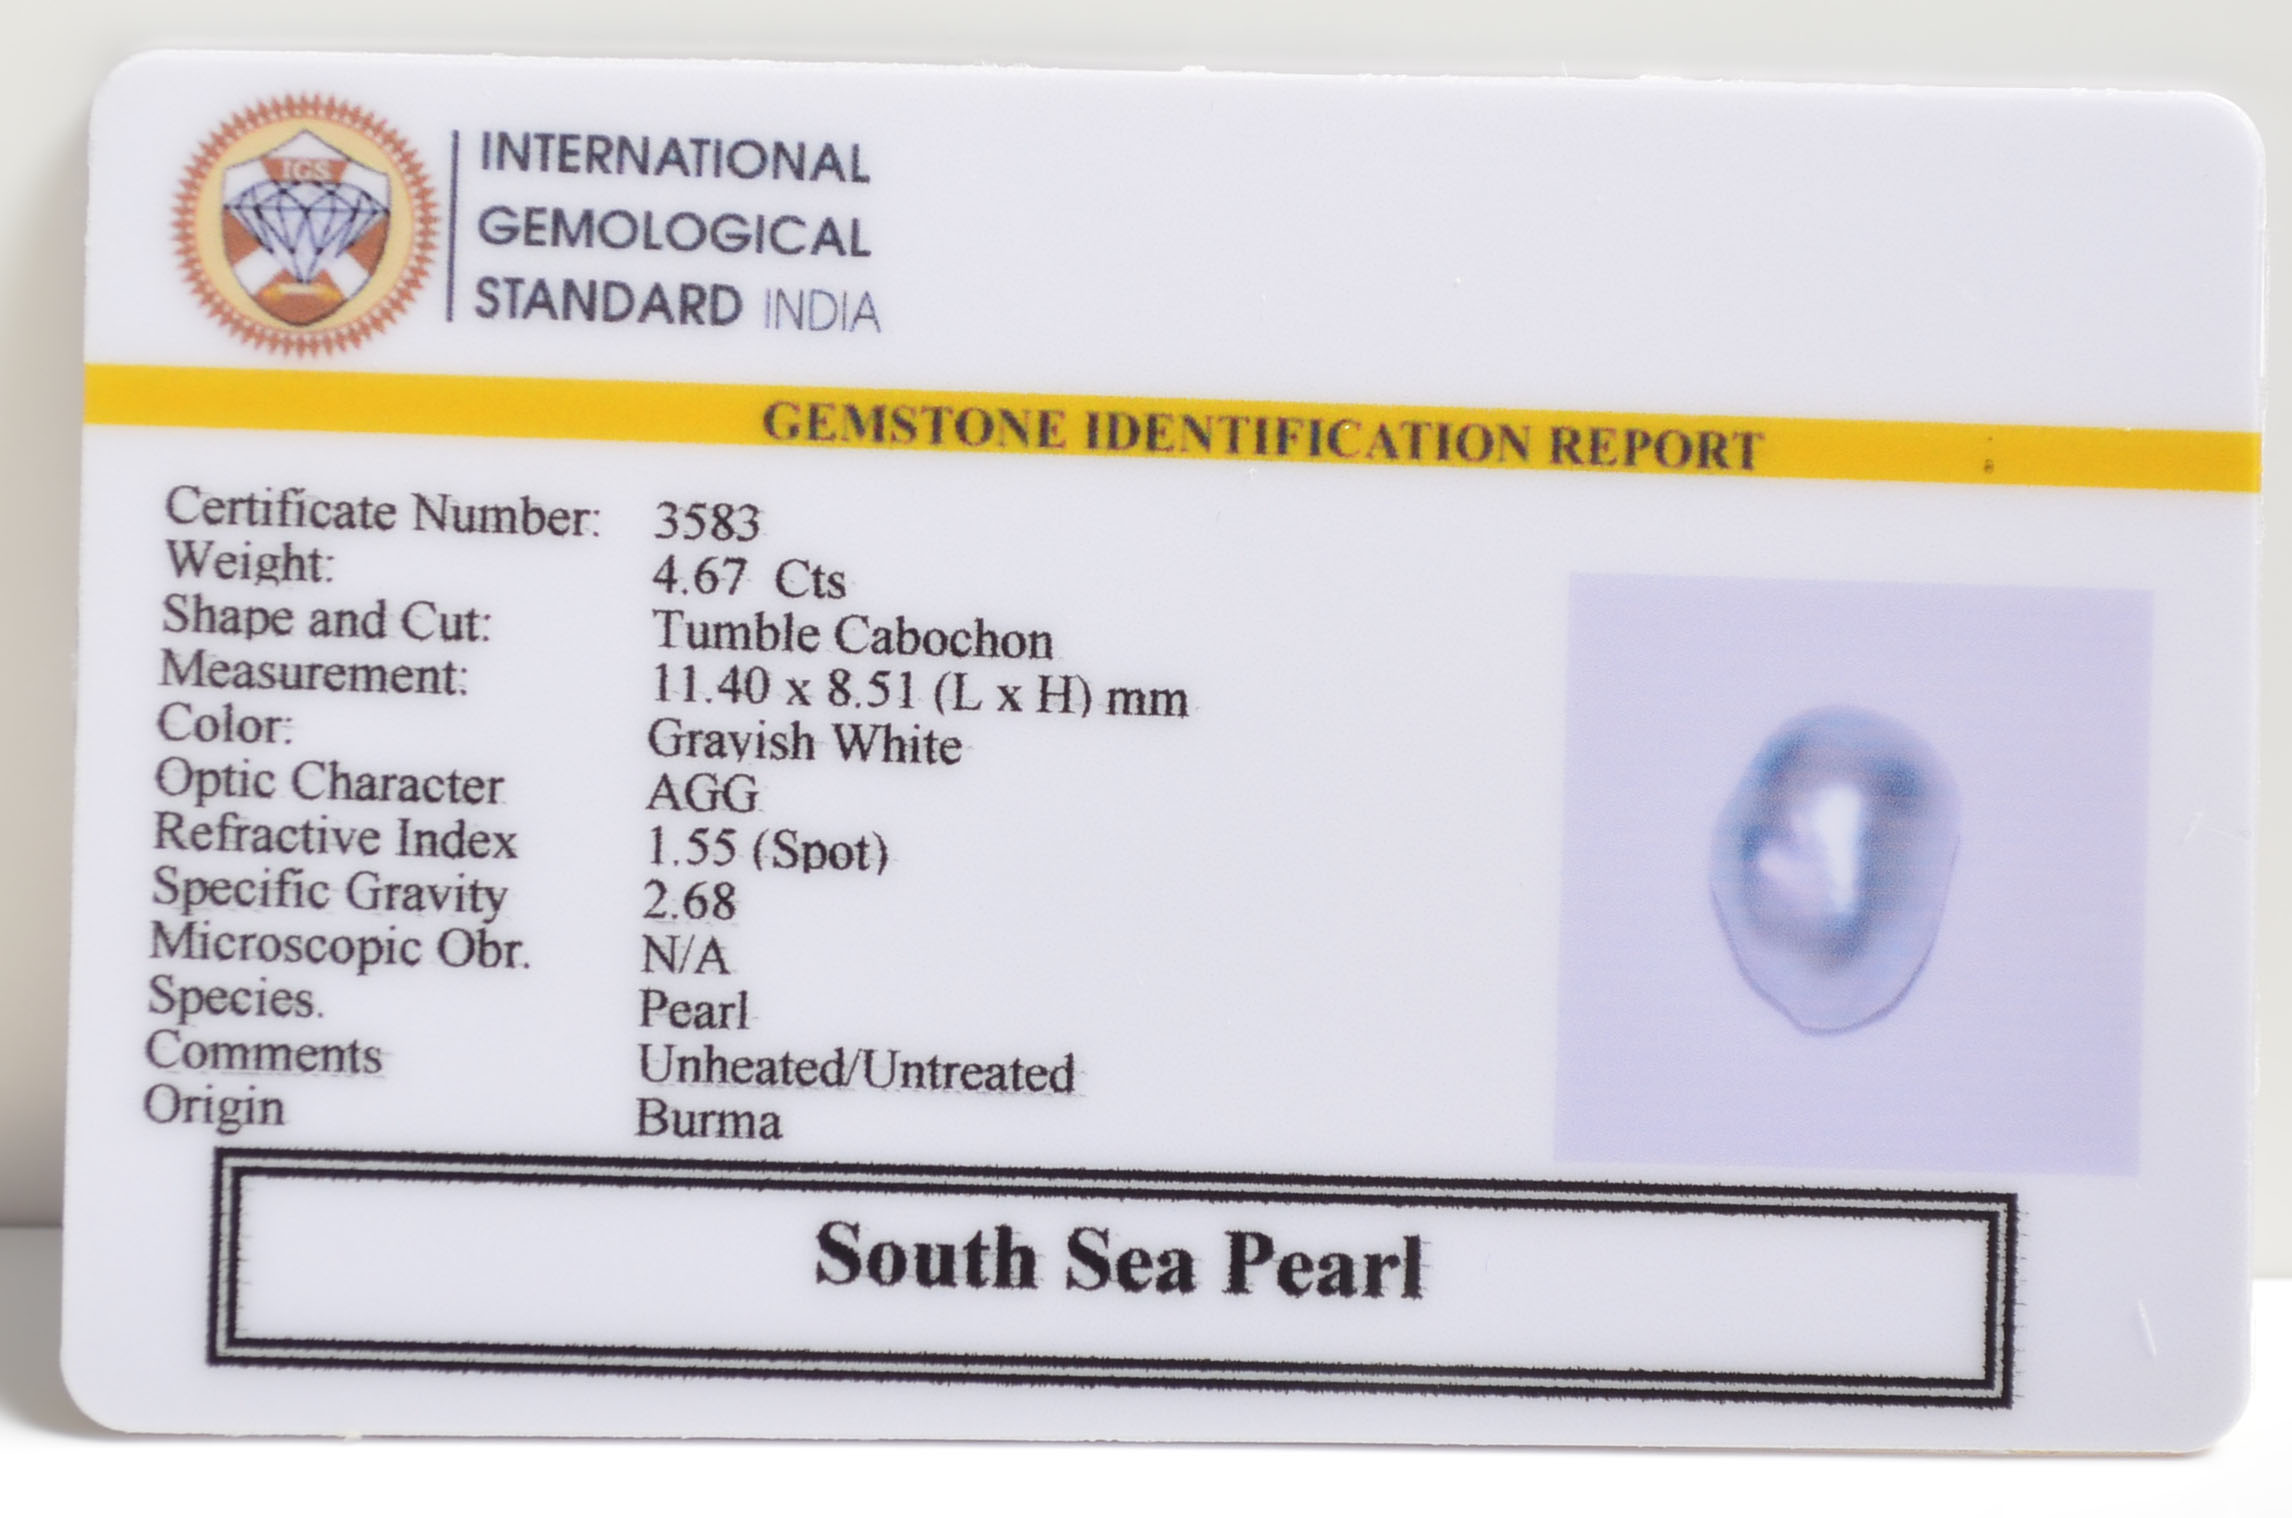 IGS
INTERNATIONAL
GEMOLOGICAL
STANDARD INDIA
GEMSTONE IDENTIFICATION REPORT
Certificate Number: 3583
Weight: 4.67 Cts
Shape and Cut: Tumble Cabochon
Measurement: 11.40 x 8.51 (L x H) mm
Color: Grayish White
Optic Character AGG
Refractive Index 1.55 (Spot)
Specific Gravity 2.68
Microscopic Obr. N/A
Species. Pearl
Comments Unheated/Untreated
Origin Burma
South Sea Pearl